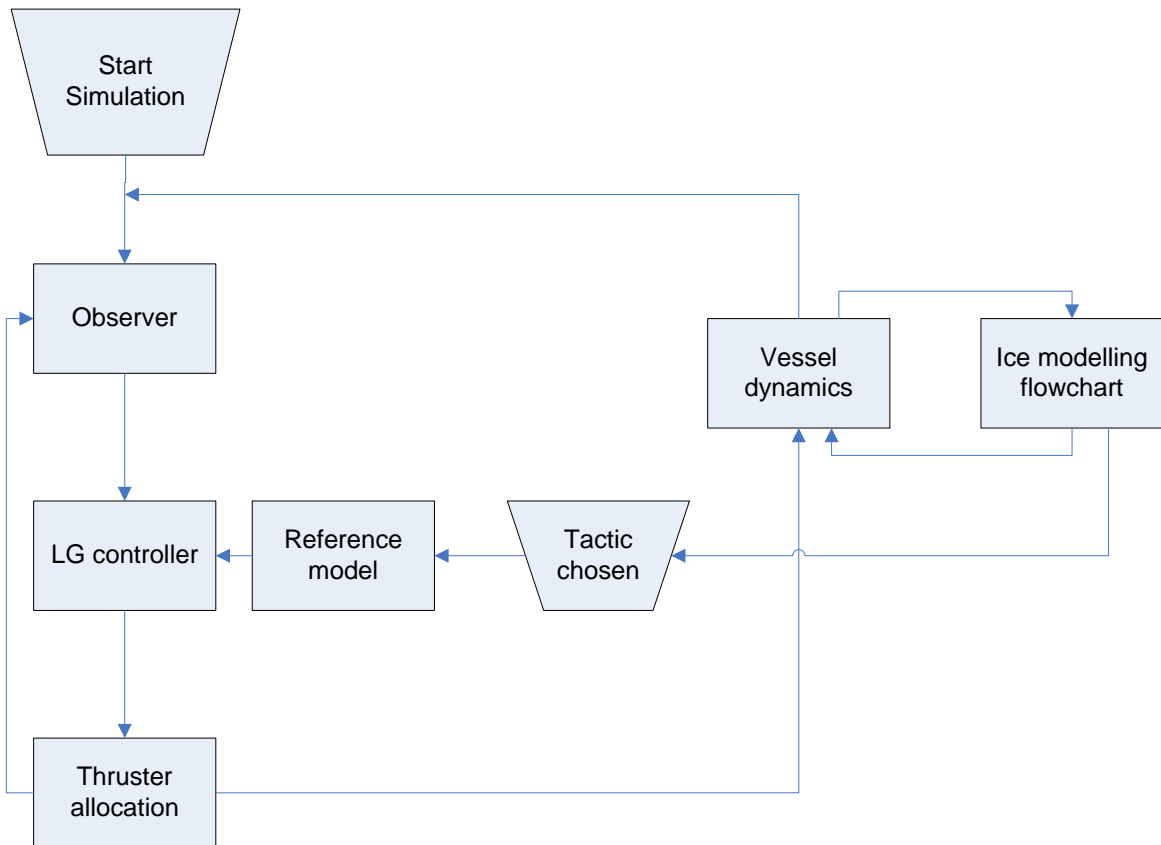 Start
Simulation
Observer
Vessel
dynamics
Ice modelling
flowchart
LG controller
Reference
model
Tactic
chosen
Thruster
allocation